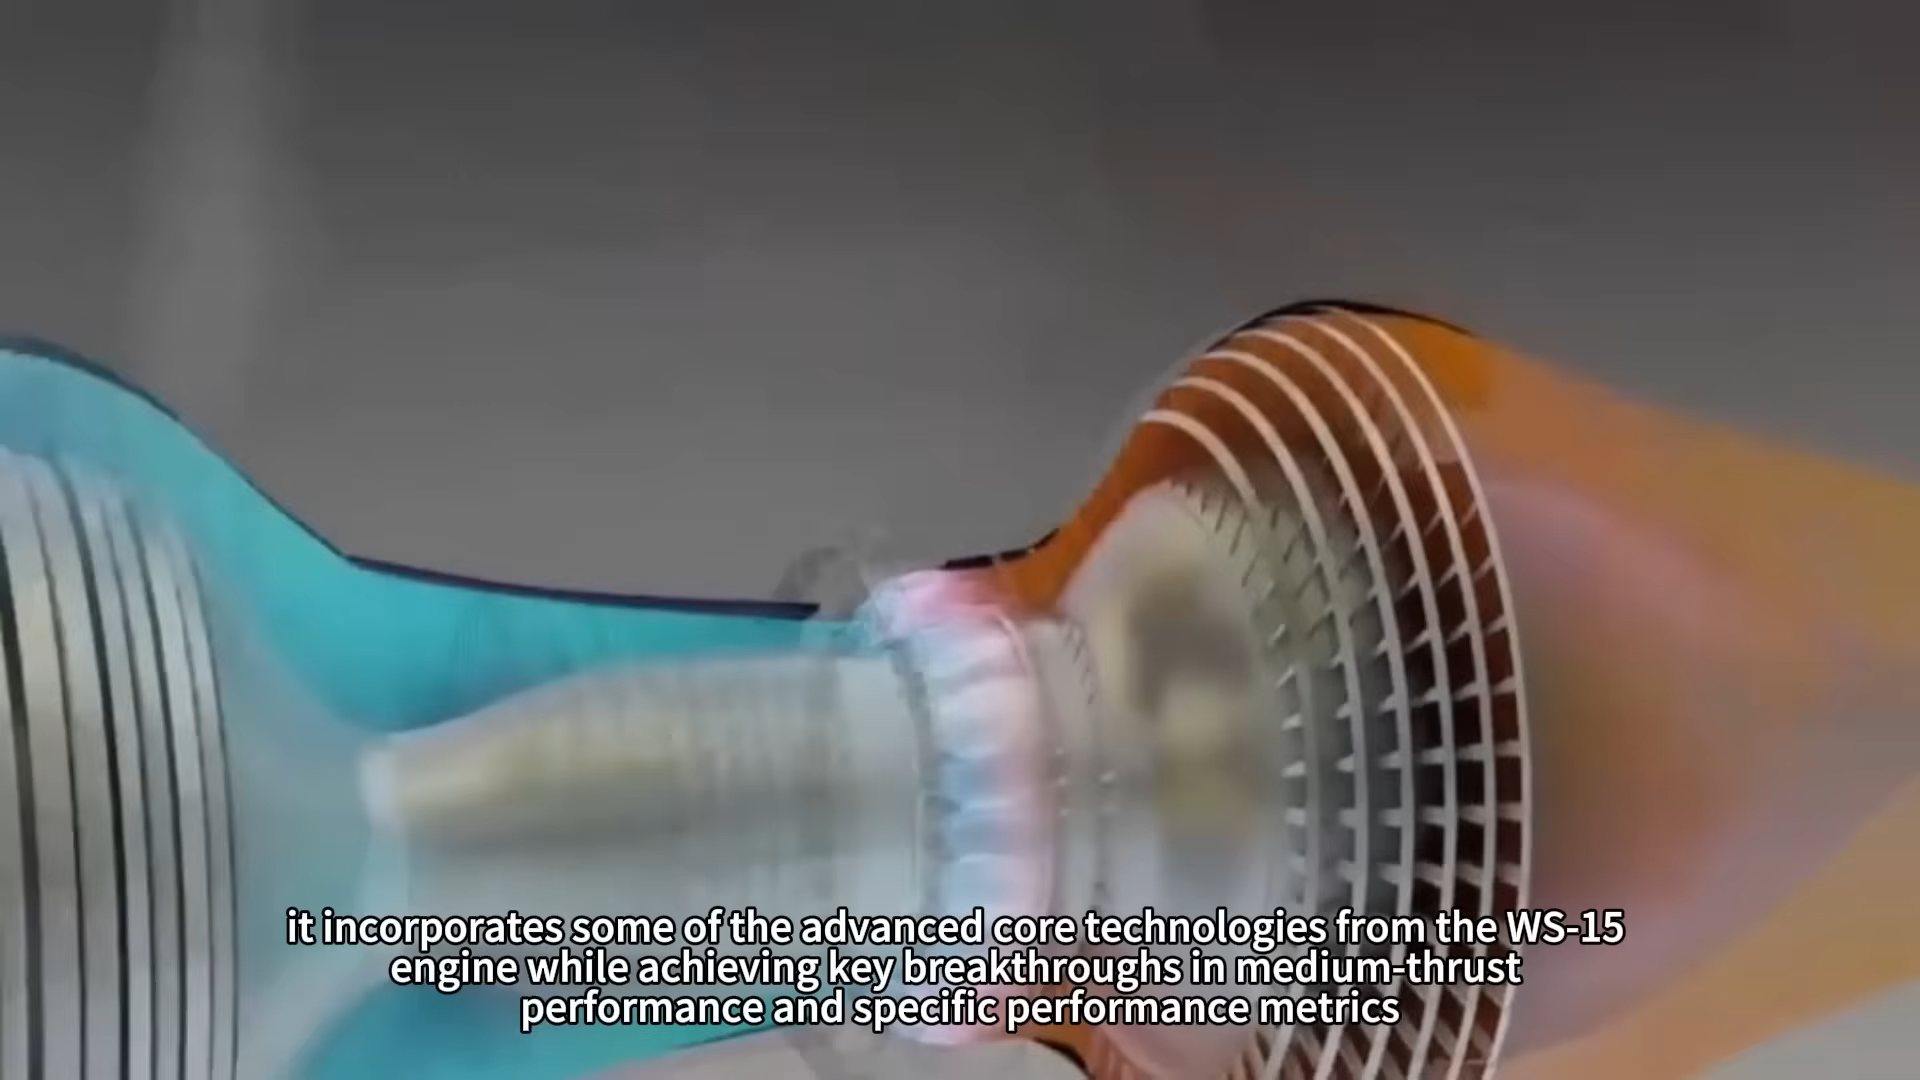 it incorporates some of the advanced core technologies from the WS-15
engine while achieving key breakthroughs in medium-thrust
performance and specific performance metrics